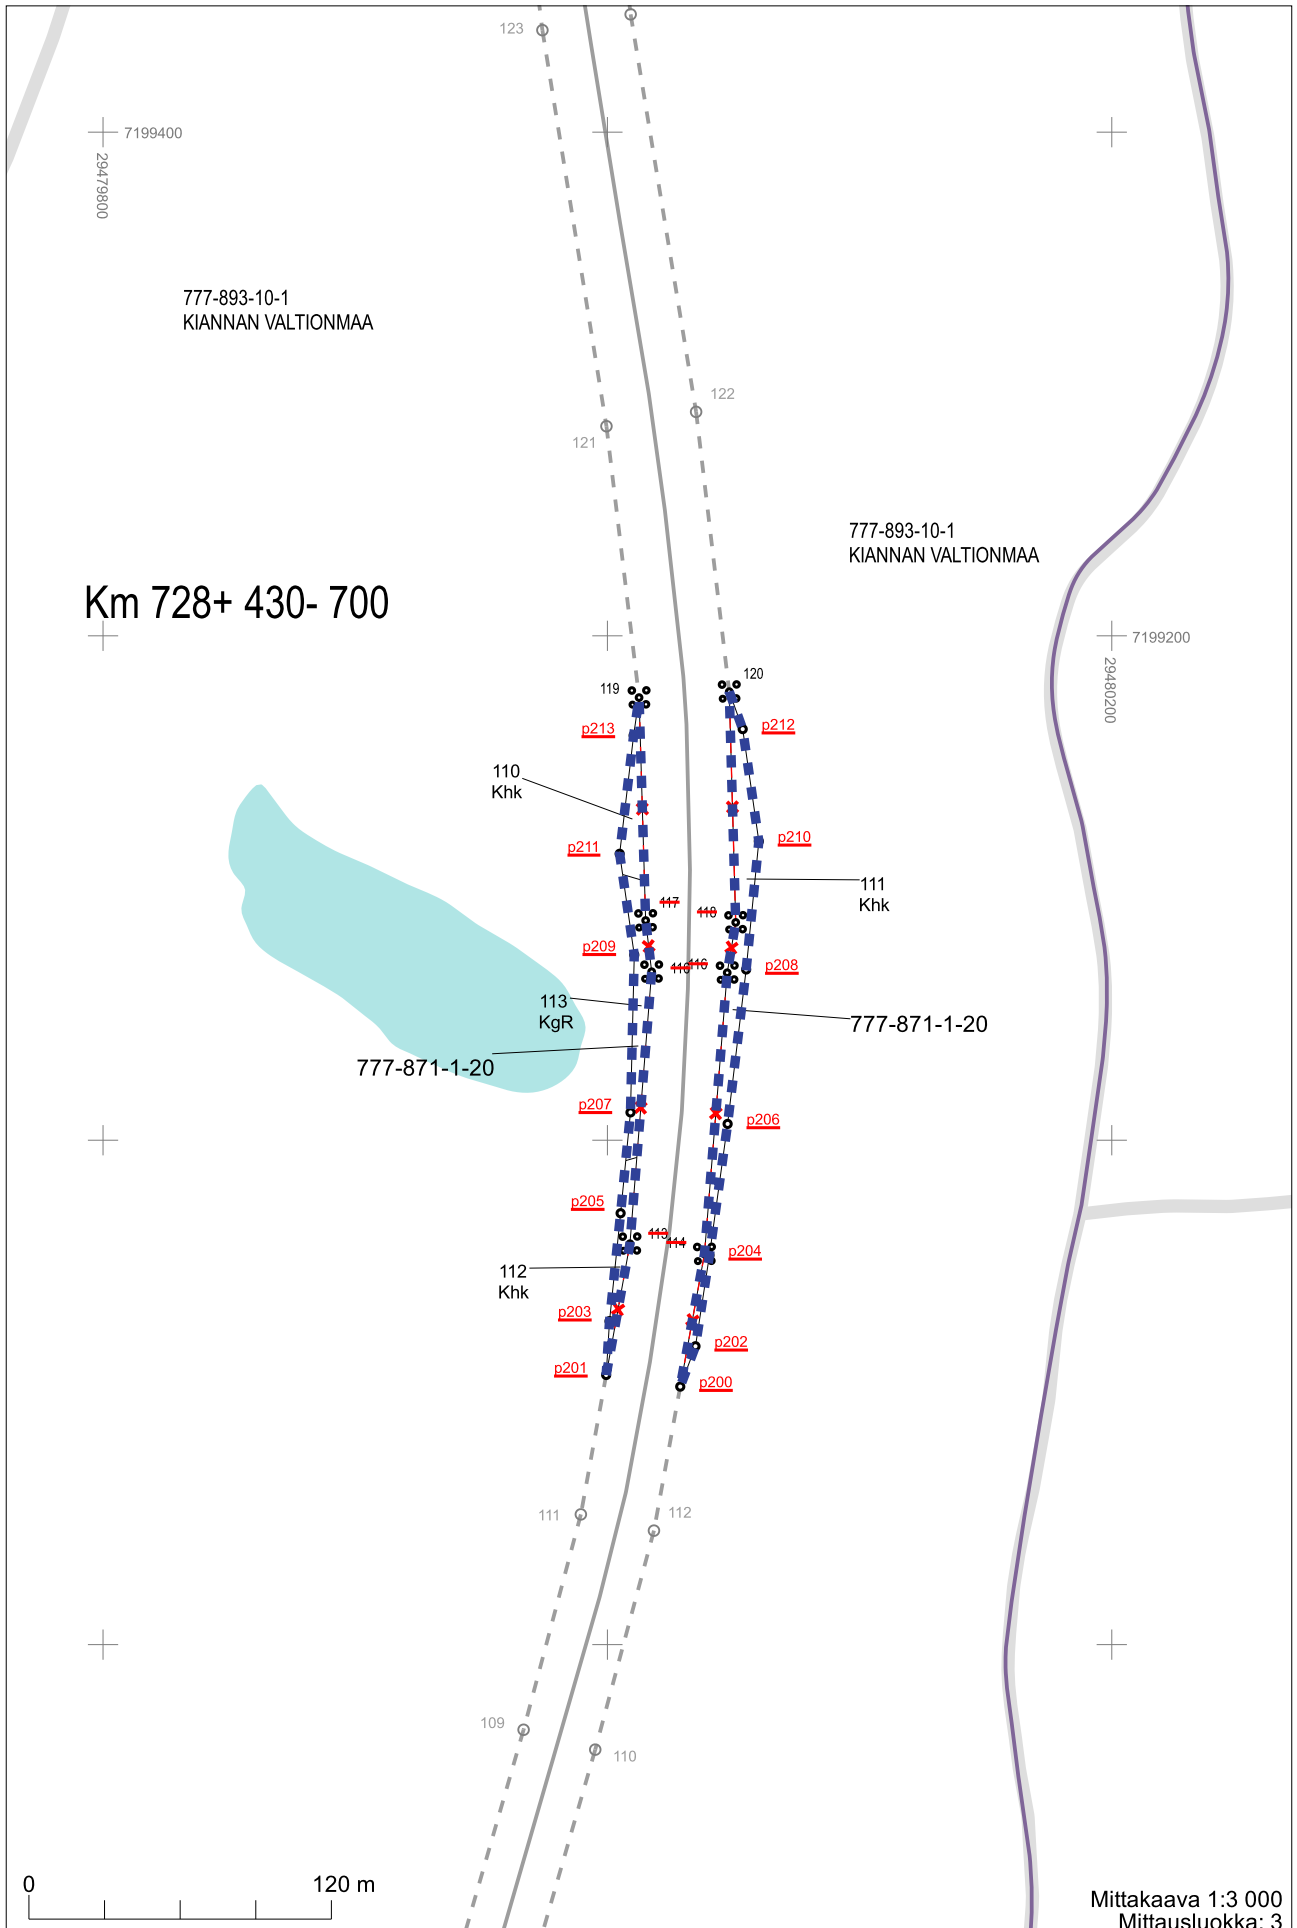 123
7199400
29479800
777-893-10-1
KIANNAN VALTIONMAA
122
121
777-893-10-1
KIANNAN VALTIONMAA
Km 728+ 430- 700
7199200
29480200
119
120
p213
p212
110
Khk
p211
p210
111
Khk
117
118
p209
115
116
p208
113
KgR
777-871-1-20
777-871-1-20
p207
p206
p205
113
114
p204
112
Khk
p203
p202
p201
p200
111
112
109
110
0
120 m
Mittakaava 1:3 000
Mittausluokka: 3